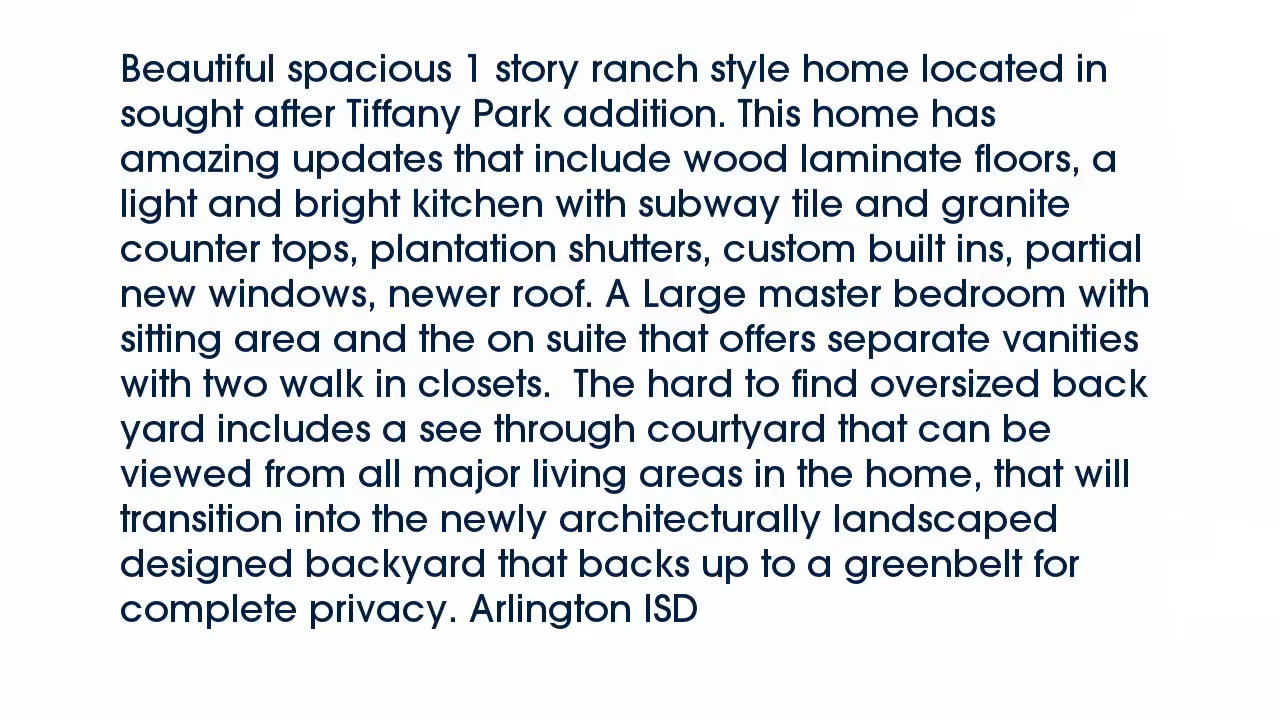 Beautiful spacious 1 story ranch style home located in
sought after Tiffany Park addition. This home has
amazing updates that include wood laminate floors, a
light and bright kitchen with subway tile and granite
counter tops, plantation shutters, custom built ins, partial
new windows, newer roof. A Large master bedroom with
sitting area and the on suite that offers separate vanities
with two walk in closets.  The hard to find oversized back
yard includes a see through courtyard that can be
viewed from all major living areas in the home, that will
transition into the newly architecturally landscaped
designed backyard that backs up to a greenbelt for
complete privacy. Arlington ISD